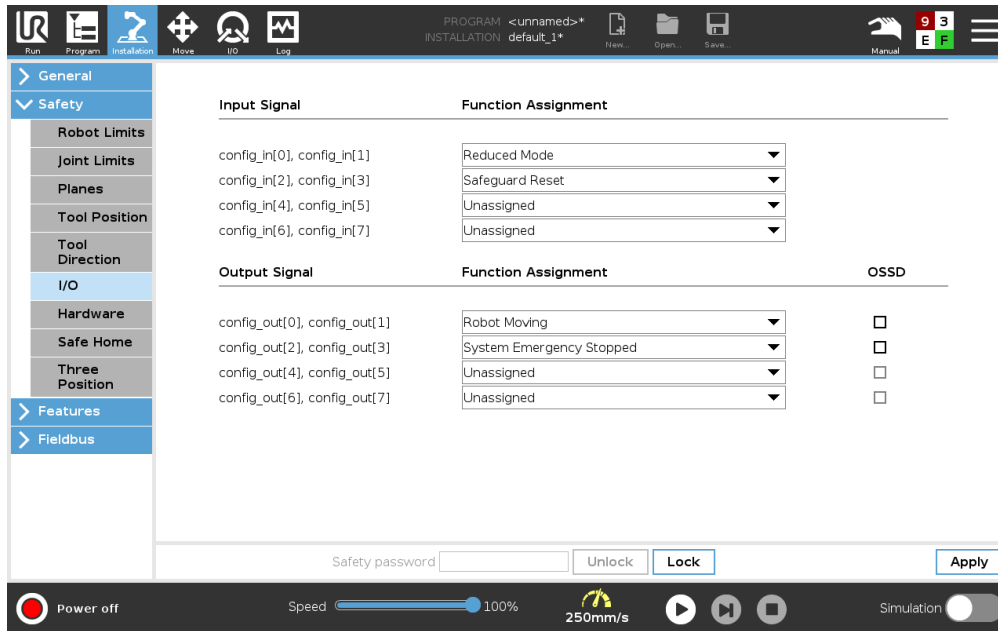 UR
PROGRAM <unnamed>*
INSTALLATION default_1*
Run Program Installation Move I/O Log New... Open... Save... Manual
9 3
E F
General
Safety
Robot Limits
Joint Limits
Planes
Tool Position
Tool
Direction
I/O
Hardware
Safe Home
Three
Position
Features
Fieldbus
Input Signal Function Assignment
config_in[0], config_in[1] Reduced Mode
config_in[2], config_in[3] Safeguard Reset
config_in[4], config_in[5] Unassigned
config_in[6], config_in[7] Unassigned
Output Signal Function Assignment OSSD
config_out[0], config_out[1] Robot Moving
config_out[2], config_out[3] System Emergency Stopped
config_out[4], config_out[5] Unassigned
config_out[6], config_out[7] Unassigned
Safety password Unlock Lock Apply
Power off Speed 100% 250mm/s Simulation